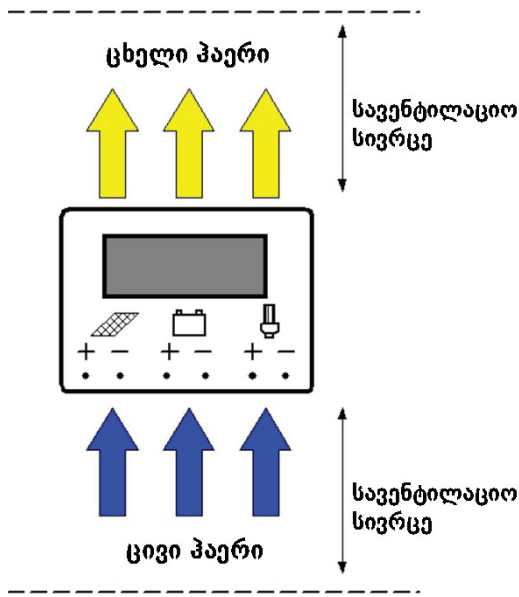 ცხელი ჰაერი
სავენტილაციო
სივრცე
+ − + − + −
სავენტილაციო
სივრცე
ცივი ჰაერი